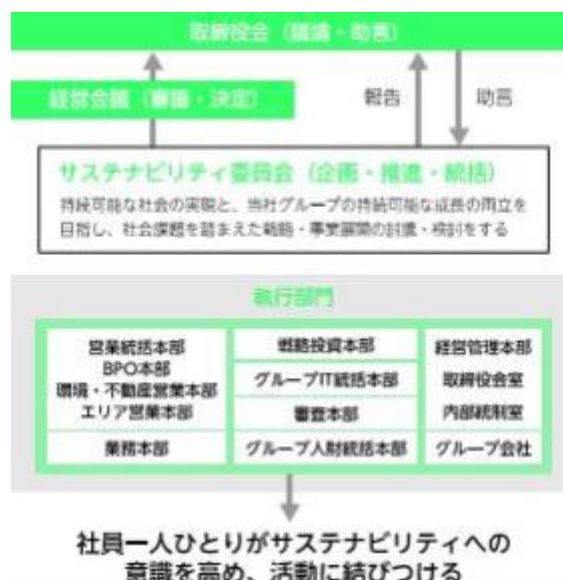 取締役会（議論・助言）
経営会議（審議・決定）
報告
助言
サステナビリティ委員会（企画・推進・統括）
持続可能な社会の実現と、当社グループの持続可能な成長の両立を
目指し、社会課題を踏まえた戦略・事業展開の討議・検討をする
執行部門
営業統括本部
BPO本部
環境・不動産営業本部
エリア営業本部
業務本部
戦略投資本部
グループIT統括本部
審査本部
グループ人財統括本部
経営管理本部
取締役会室
内部統制室
グループ会社
社員一人ひとりがサステナビリティへの
意識を高め、活動に結びつける